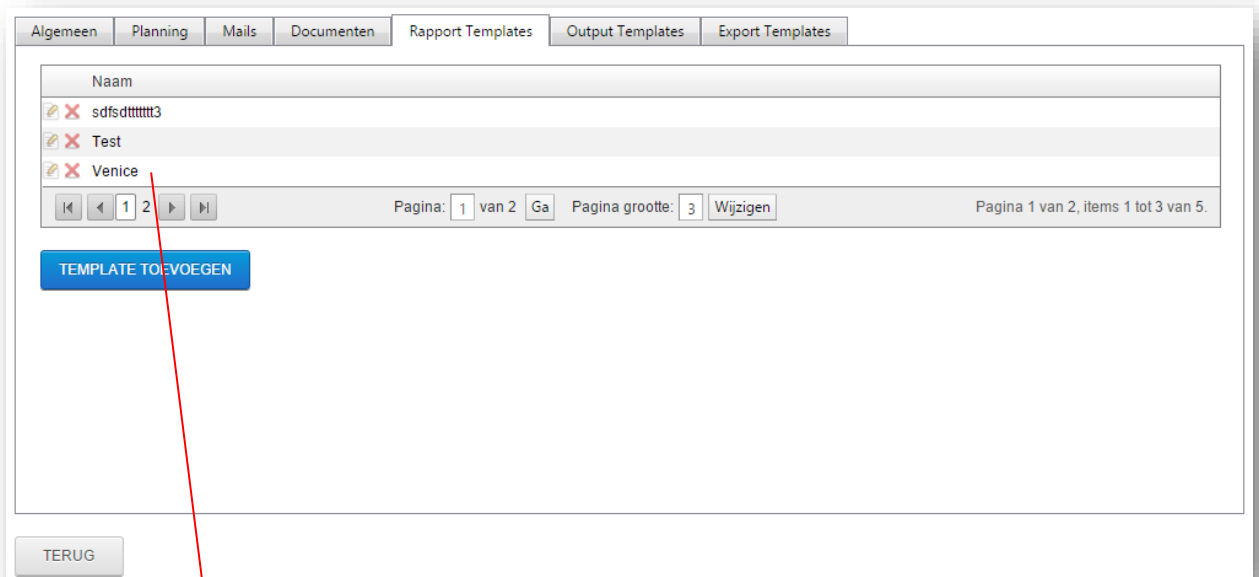 Algemeen Planning Mails Documenten Rapport Templates Output Templates Export Templates
Naam
sdfsdttttttt3
Test
Venice
1 2 Pagina: 1 van 2 Ga Pagina grootte: 3 Wijzigen Pagina 1 van 2, items 1 tot 3 van 5.
TEMPLATE TOEVOEGEN
TERUG